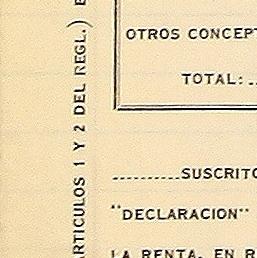 ARTICULOS 1 Y 2 DEL REGL.)
OTROS CONCEPT
TOTAL:
SUSCRITO
"DECLARACION"
LA RENTA, EN R